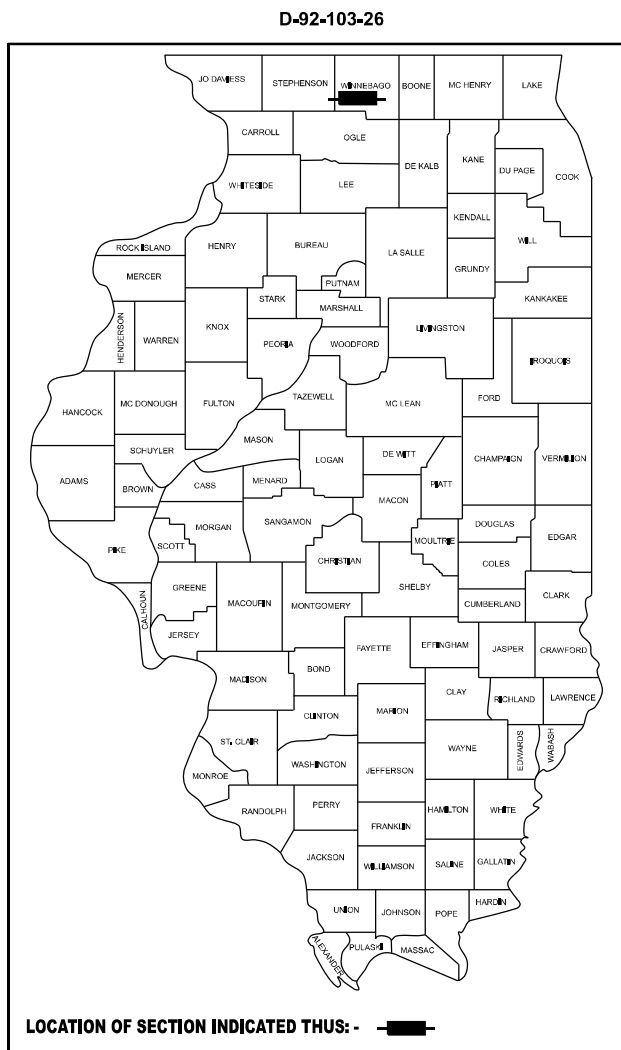 D-92-103-26
JO DAVIESS
STEPHENSON
WINNEBAGO
BOONE
MC HENRY
LAKE
CARROLL
OGLE
DE KALB
KANE
DU PAGE
COOK
WHITESIDE
LEE
KENDALL
WILL
ROCK ISLAND
HENRY
BUREAU
LA SALLE
GRUNDY
MERCER
PUTNAM
KANKAKEE
STARK
MARSHALL
HENDERSON
WARREN
KNOX
PEORIA
WOODFORD
LIVINGSTON
IROQUOIS
HANCOCK
MC DONOUGH
FULTON
TAZEWELL
MC LEAN
FORD
SCHUYLER
MASON
LOGAN
DE WITT
CHAMPAIGN
VERMILION
ADAMS
BROWN
CASS
MENARD
PIATT
MACON
PIKE
SCOTT
MORGAN
SANGAMON
CHRISTIAN
MOULTRIE
DOUGLAS
EDGAR
COLES
CALHOUN
GREENE
MACOUPIN
MONTGOMERY
SHELBY
CUMBERLAND
CLARK
JERSEY
FAYETTE
EFFINGHAM
JASPER
CRAWFORD
BOND
MADISON
CLAY
RICHLAND
LAWRENCE
CLINTON
MARION
ST. CLAIR
WAYNE
EDWARDS
WABASH
WASHINGTON
JEFFERSON
MONROE
RANDOLPH
PERRY
HAMILTON
WHITE
FRANKLIN
JACKSON
WILLIAMSON
SALINE
GALLATIN
UNION
JOHNSON
POPE
HARDIN
ALEXANDER
PULASKI
MASSAC
LOCATION OF SECTION INDICATED THUS: -